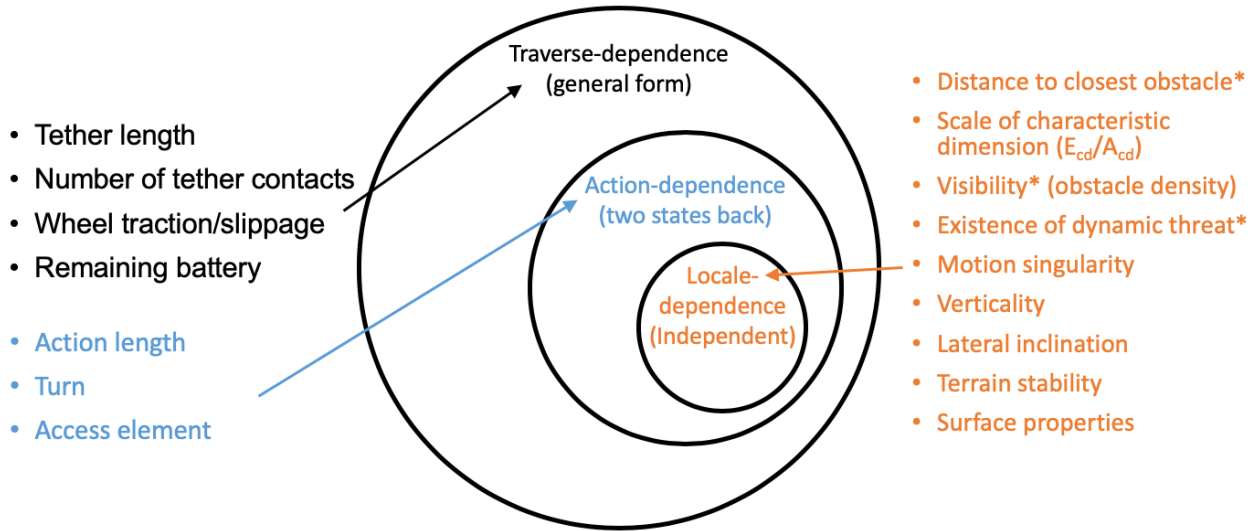 Traverse-dependence
(general form)
• Tether length
• Number of tether contacts
• Wheel traction/slippage
• Remaining battery
Action-dependence
(two states back)
• Action length
• Turn
• Access element
Locale-
dependence
(Independent)
• Distance to closest obstacle*
• Scale of characteristic
dimension (E_cd/A_cd)
• Visibility* (obstacle density)
• Existence of dynamic threat*
• Motion singularity
• Verticality
• Lateral inclination
• Terrain stability
• Surface properties